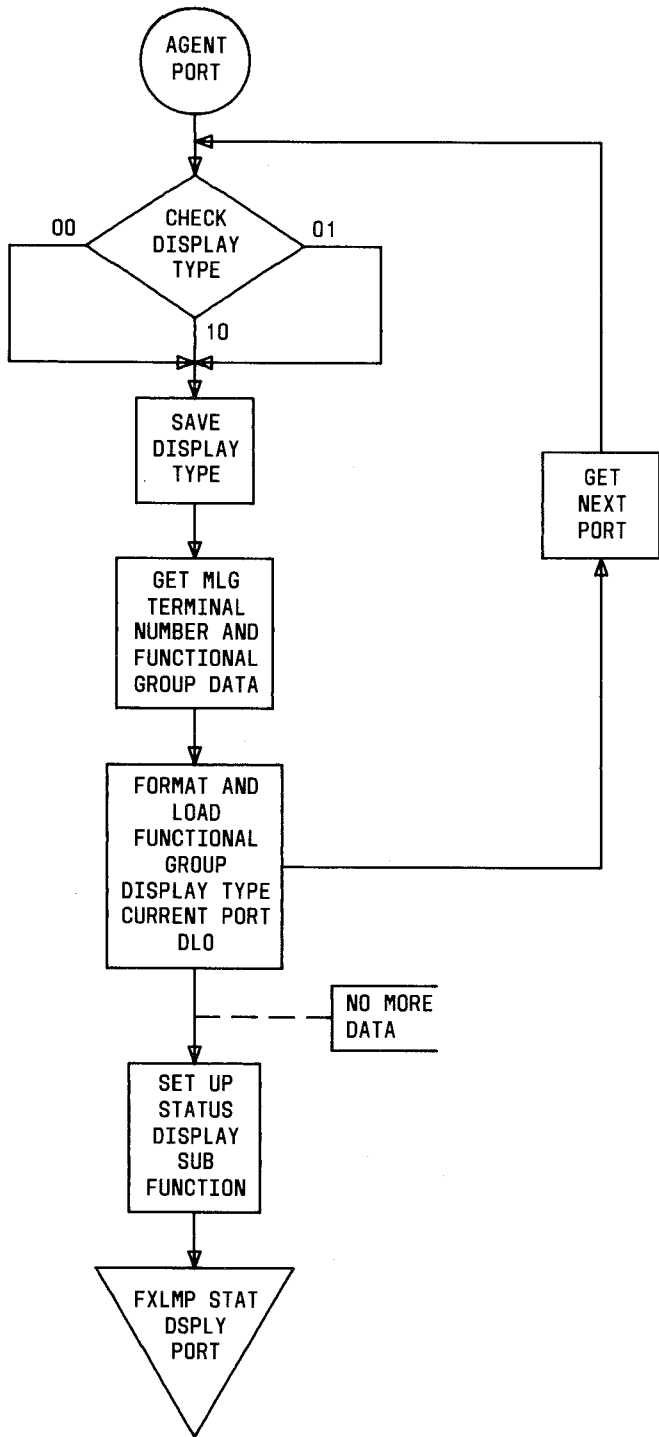 AGENT
PORT
CHECK
DISPLAY
TYPE
00
01
10
SAVE
DISPLAY
TYPE
GET
NEXT
PORT
GET MLG
TERMINAL
NUMBER AND
FUNCTIONAL
GROUP DATA
FORMAT AND
LOAD
FUNCTIONAL
GROUP
DISPLAY TYPE
CURRENT PORT
DLO
NO MORE
DATA
SET UP
STATUS
DISPLAY
SUB
FUNCTION
FXLMP STAT
DSPLY
PORT